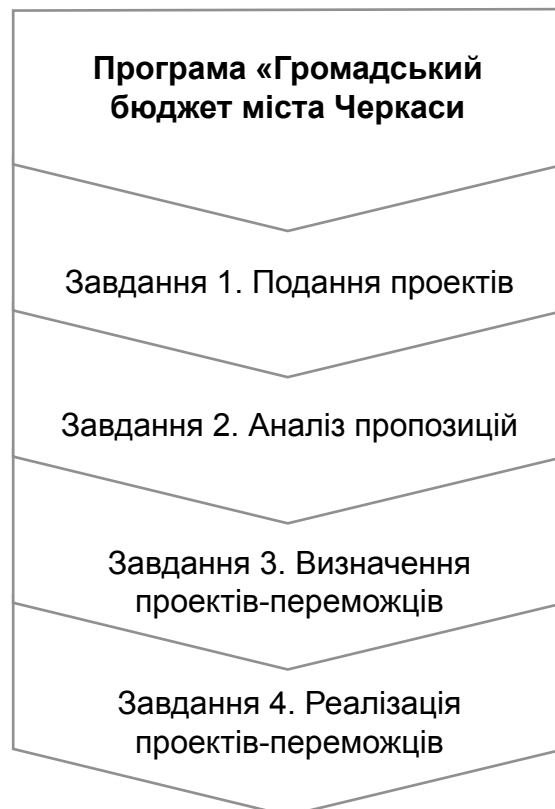 Програма «Громадський
бюджет міста Черкаси
Завдання 1. Подання проектів
Завдання 2. Аналіз пропозицій
Завдання 3. Визначення
проектів-переможців
Завдання 4. Реалізація
проектів-переможців